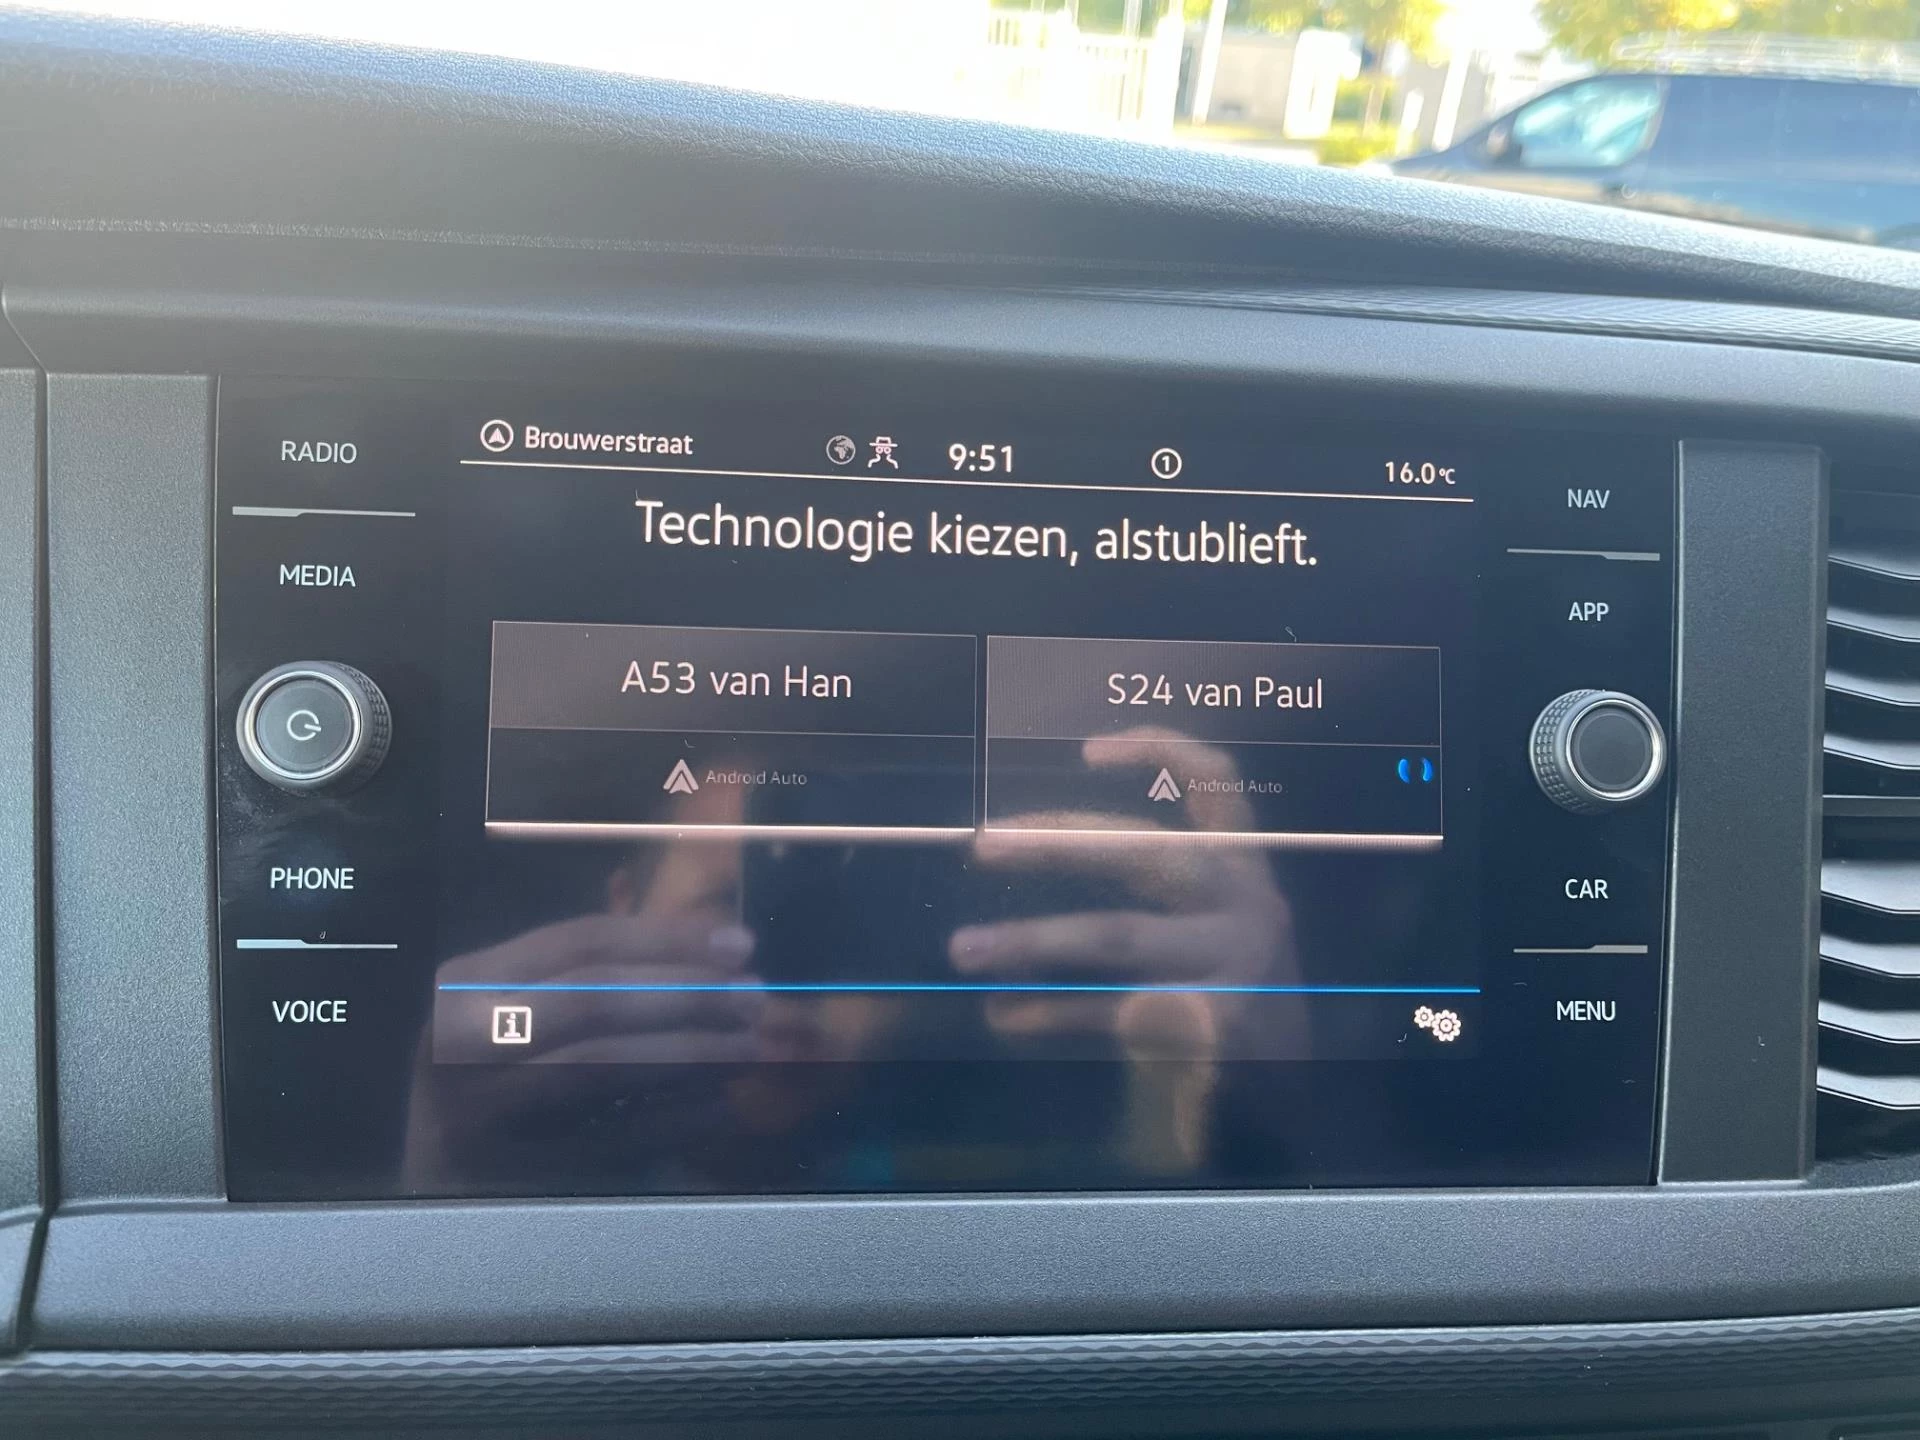 RADIO
MEDIA
PHONE
VOICE
Brouwerstraat
9:51
1
16.0°C
Technologie kiezen, alstublieft.
A53 van Han
Android Auto
S24 van Paul
Android Auto
i
NAV
APP
CAR
MENU